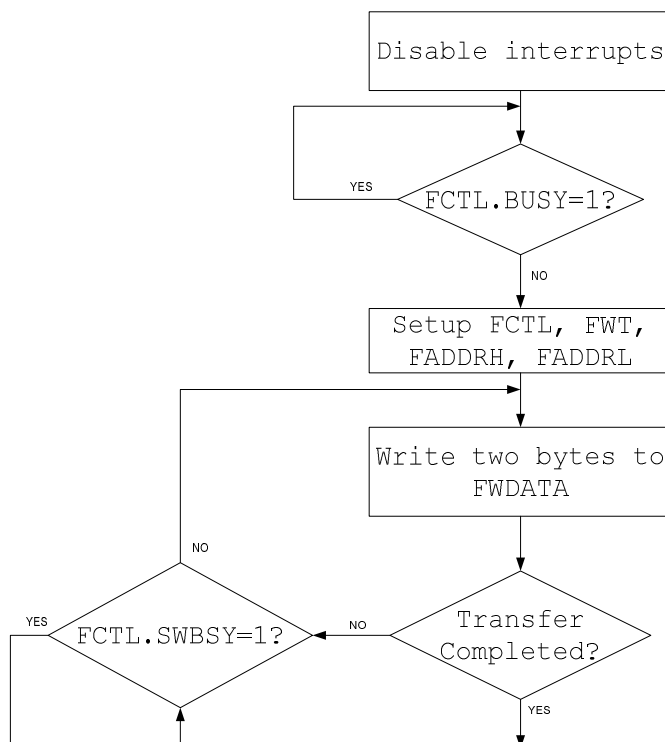 Disable interrupts
YES
FCTL.BUSY=1?
NO
Setup FCTL, FWT,
FADDRH, FADDRL
Write two bytes to
FWDATA
NO
YES
FCTL.SWBSY=1?
NO
Transfer
Completed?
YES